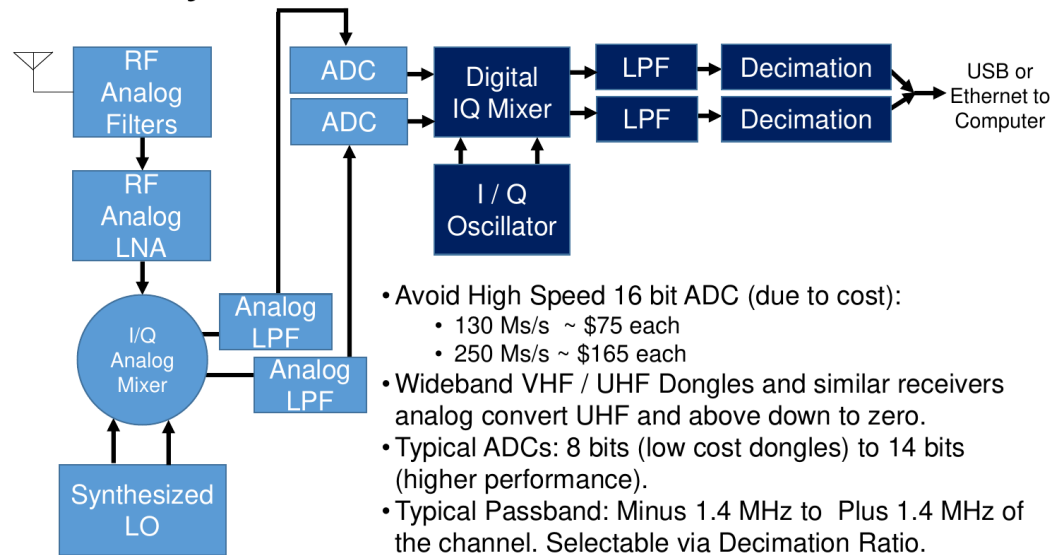 RF
Analog
Filters
RF
Analog
LNA
I/Q
Analog
Mixer
Synthesized
LO
Analog
LPF
Analog
LPF
ADC
ADC
Digital
IQ Mixer
I / Q
Oscillator
LPF
LPF
Decimation
Decimation
USB or
Ethernet to
Computer
• Avoid High Speed 16 bit ADC (due to cost):
• 130 Ms/s ~ $75 each
• 250 Ms/s ~ $165 each
• Wideband VHF / UHF Dongles and similar receivers
analog convert UHF and above down to zero.
• Typical ADCs: 8 bits (low cost dongles) to 14 bits
(higher performance).
• Typical Passband: Minus 1.4 MHz to Plus 1.4 MHz of
the channel. Selectable via Decimation Ratio.